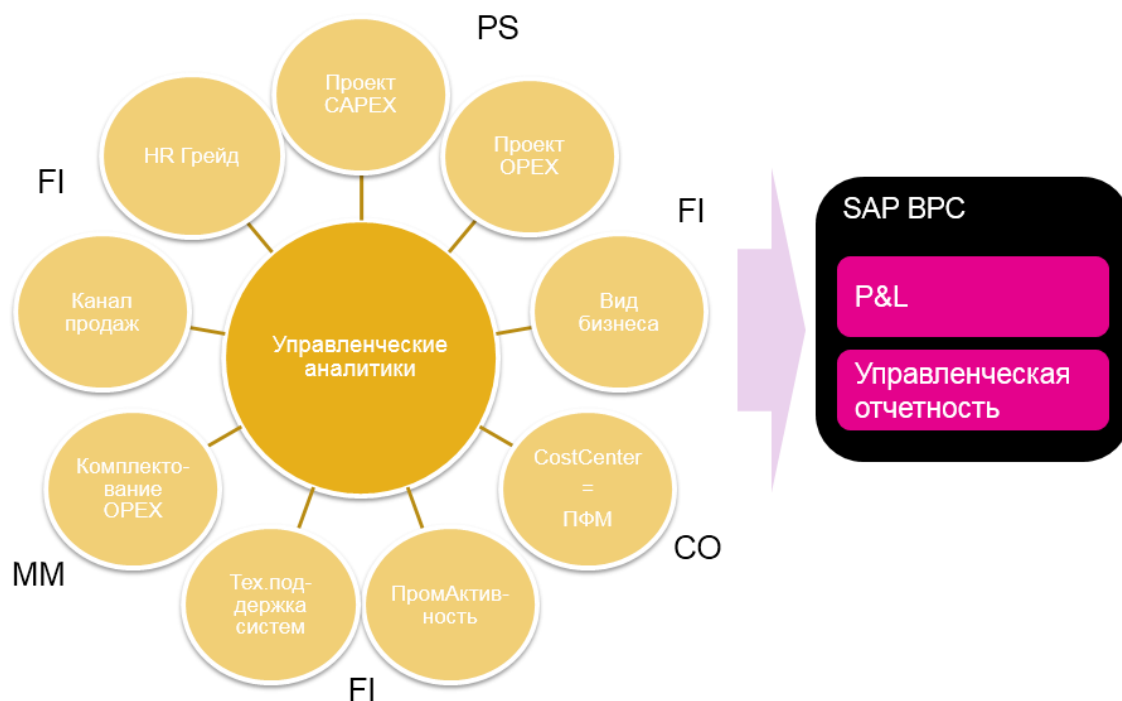 PS
Проект
CAPEX
HR Грейд
Проект
OPEX
FI
FI
Канал
продаж
Вид
бизнеса
Управленческие
аналитики
Комплекто-
вание
OPEX
CostCenter
=
ПФМ
MM
CO
Тех.под-
держка
систем
ПромАктив-
ность
FI
SAP BPC
P&L
Управленческая
отчетность